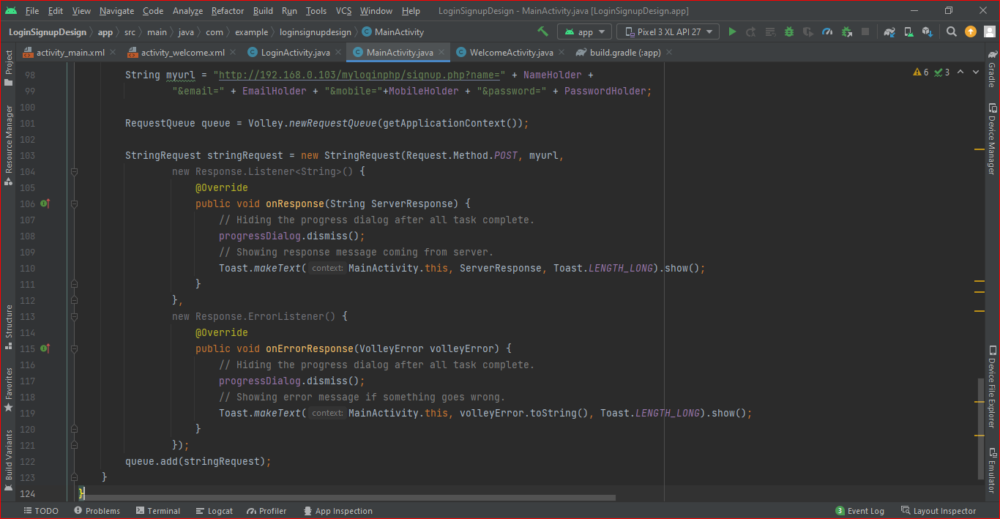 File Edit View Navigate Code Analyze Refactor Build Run Tools VCS Window Help LoginSignupDesign - MainActivity.java [LoginSignupDesign.app]
LoginSignupDesign app src main java com example loginsignupdesign MainActivity app Pixel 3 XL API 27
activity_main.xml activity_welcome.xml LoginActivity.java MainActivity.java WelcomeActivity.java build.gradle (:app)
Project
Resource Manager
Structure
Favorites
Build Variants
6 3
98 String myurl = "http://192.168.0.103/myloginphp/signup.php?name=" + NameHolder +
99 "&email=" + EmailHolder + "&mobile="+MobileHolder + "&password=" + PasswordHolder;
100
101 RequestQueue queue = Volley.newRequestQueue(getApplicationContext());
102
103 StringRequest stringRequest = new StringRequest(Request.Method.POST, myurl,
104 new Response.Listener<String>() {
105 @Override
106 public void onResponse(String ServerResponse) {
107 // Hiding the progress dialog after all task complete.
108 progressDialog.dismiss();
109 // Showing response message coming from server.
110 Toast.makeText( context: MainActivity.this, ServerResponse, Toast.LENGTH_LONG).show();
111 }
112 },
113 new Response.ErrorListener() {
114 @Override
115 public void onErrorResponse(VolleyError volleyError) {
116 // Hiding the progress dialog after all task complete.
117 progressDialog.dismiss();
118 // Showing error message if something goes wrong.
119 Toast.makeText( context: MainActivity.this, volleyError.toString(), Toast.LENGTH_LONG).show();
120 }
121 });
122 queue.add(stringRequest);
123 }
124 }
Gradle
Device Manager
Device File Explorer
Emulator
TODO Problems Terminal Logcat Profiler App Inspection 3 Event Log Layout Inspector